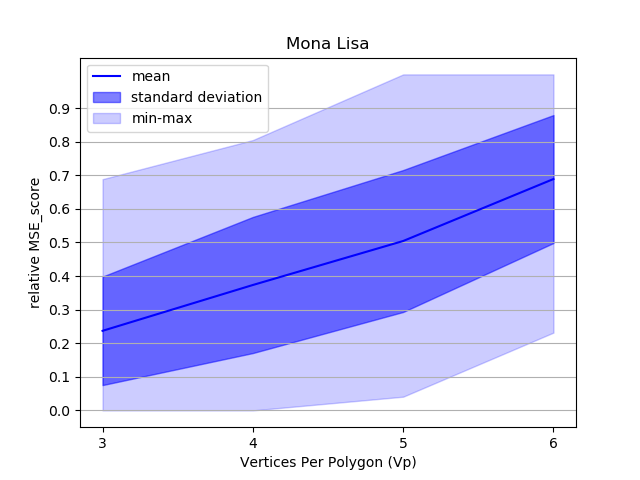 Mona Lisa
mean
standard deviation
min-max
0.9
0.8
0.7
0.6
0.5
0.4
0.3
0.2
0.1
0.0
relative MSE_score
3 4 5 6
Vertices Per Polygon (Vp)